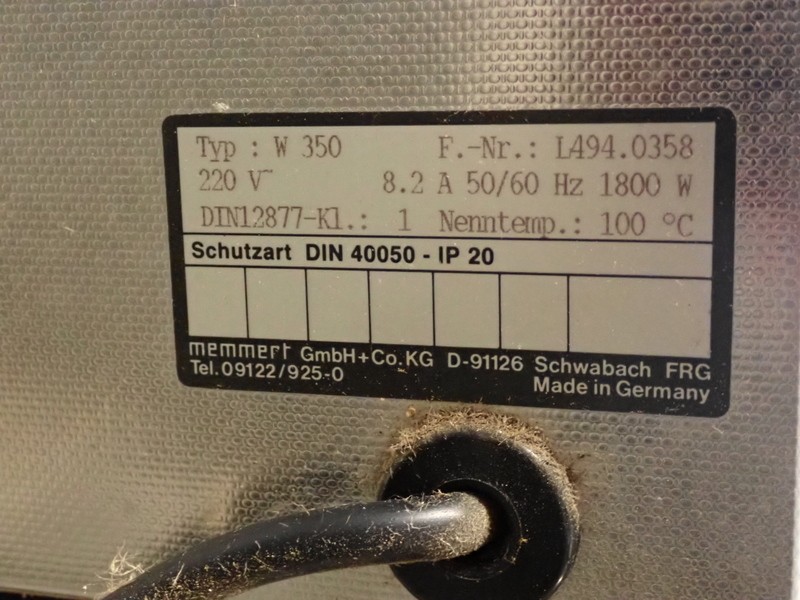 Typ : W 350 F.-Nr.: L494.0358
220 V~ 8.2 A 50/60 Hz 1800 W
DIN12877-Kl.: 1 Nenntemp.: 100 °C
Schutzart DIN 40050 - IP 20
memmert GmbH+Co.KG D-91126 Schwabach FRG
Tel. 09122/925-0 Made in Germany